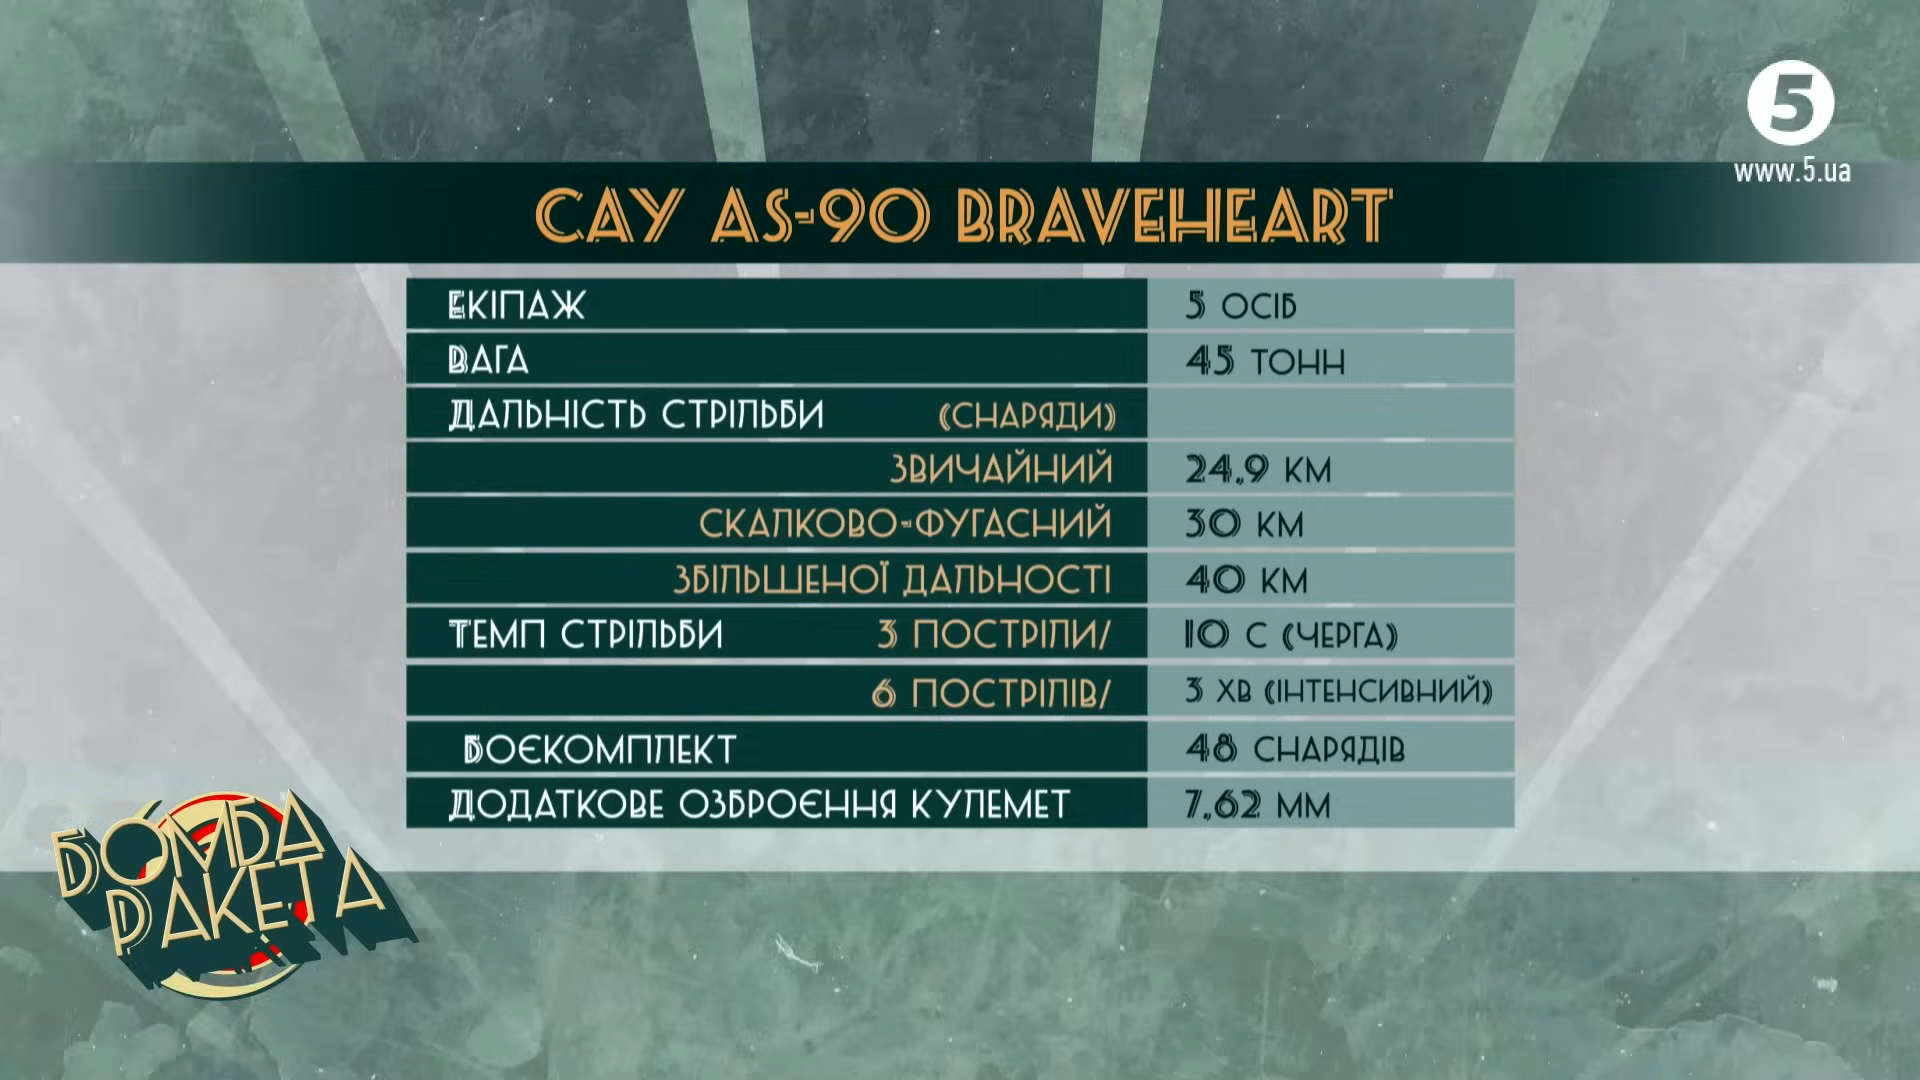 5
www.5.ua
САУ AS-90 BRAVEHEART
ЕКІПАЖ 5 ОСІБ
ВАГА 45 ТОНН
ДАЛЬНІСТЬ СТРІЛЬБИ (СНАРЯДИ)
ЗВИЧАЙНИЙ 24,9 КМ
СКАЛКОВО-ФУГАСНИЙ 30 КМ
ЗБІЛЬШЕНОЇ ДАЛЬНОСТІ 40 КМ
ТЕМП СТРІЛЬБИ 3 ПОСТРІЛИ/ 10 С (ЧЕРГА)
6 ПОСТРІЛІВ/ 3 ХВ (ІНТЕНСИВНИЙ)
БОЄКОМПЛЕКТ 48 СНАРЯДІВ
ДОДАТКОВЕ ОЗБРОЄННЯ КУЛЕМЕТ 7,62 ММ
БОМБА
РАКЕТА